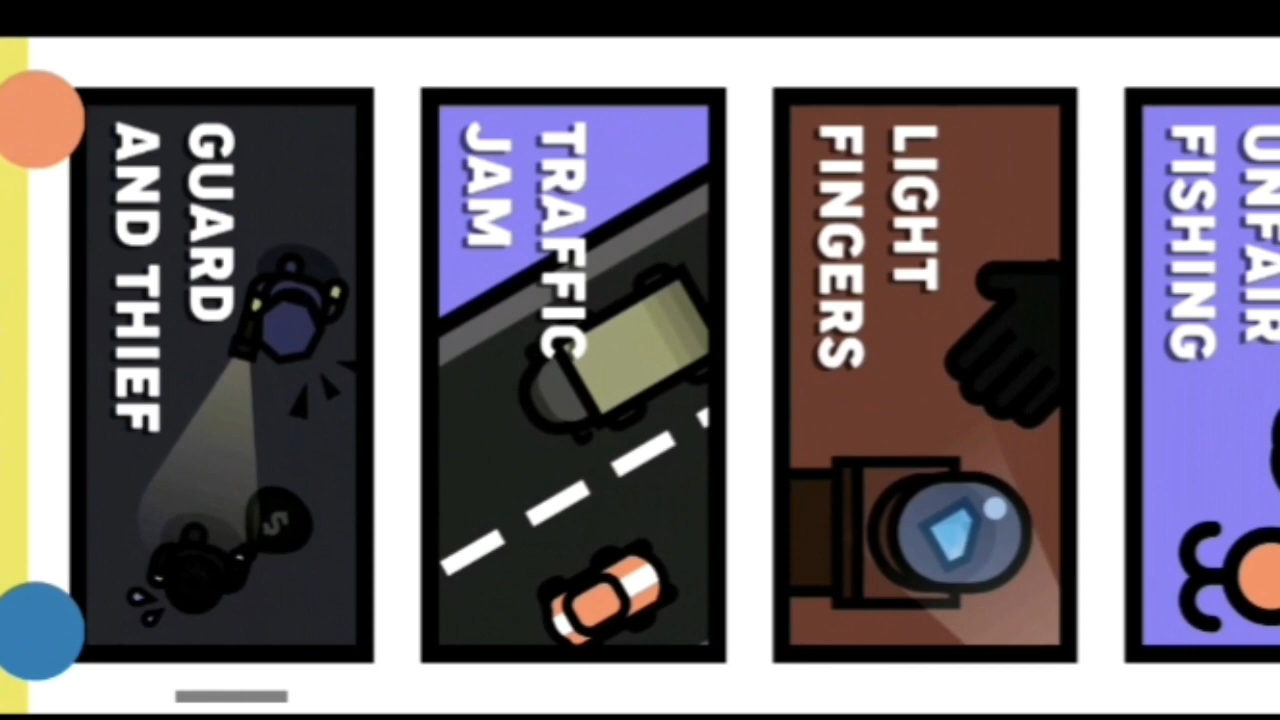 GUARD
AND THIEF
TRAFFIC
JAM
LIGHT
FINGERS
UNFAIR
FISHING
$